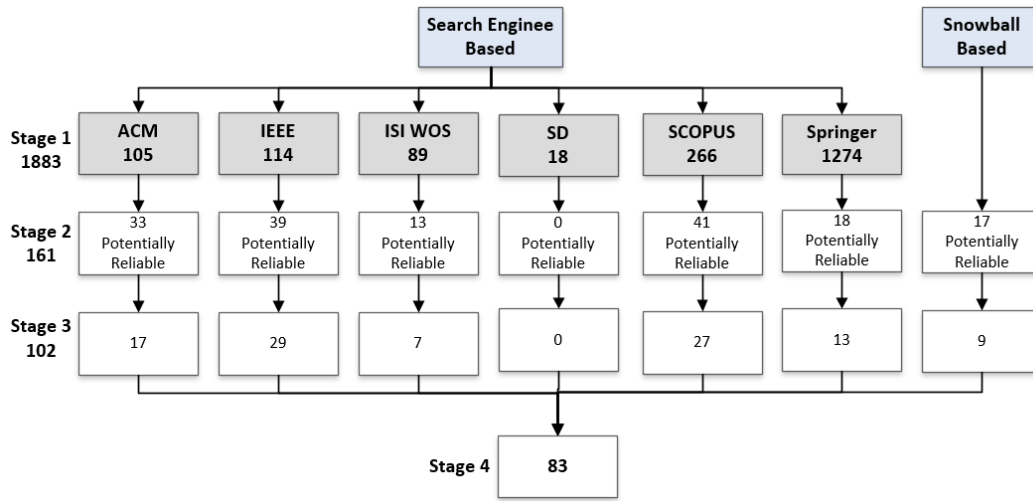 Search Enginee
Based
Snowball
Based
Stage 1
1883
ACM
105
IEEE
114
ISI WOS
89
SD
18
SCOPUS
266
Springer
1274
Stage 2
161
33
Potentially
Reliable
39
Potentially
Reliable
13
Potentially
Reliable
0
Potentially
Reliable
41
Potentially
Reliable
18
Potentially
Reliable
17
Potentially
Reliable
Stage 3
102
17
29
7
0
27
13
9
Stage 4
83